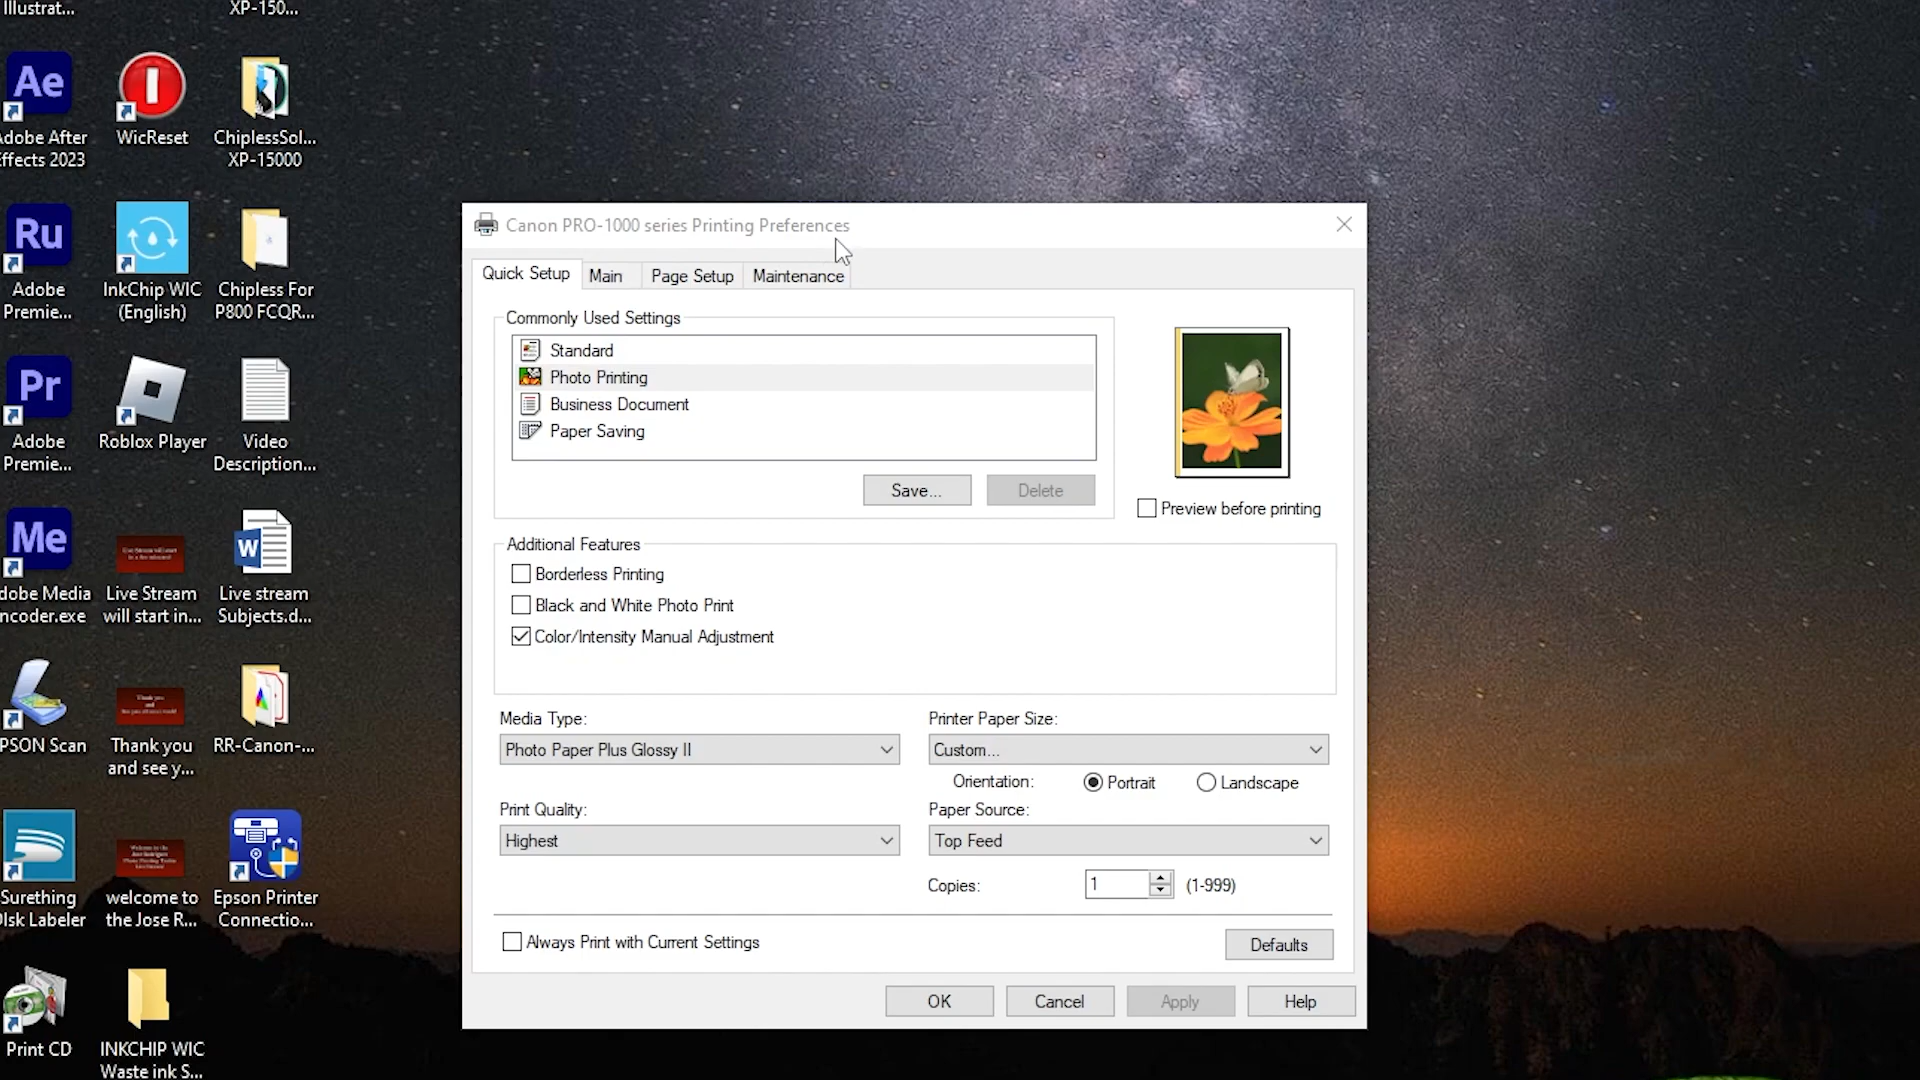 Illustrat...
XP-150...
Ae
Adobe After
Effects 2023
WicReset
ChiplessSol...
XP-15000
Ru
Adobe
Premie...
InkChip WIC
(English)
Chipless For
P800 FCQR...
Pr
Adobe
Premie...
Roblox Player
Video
Description...
Me
dobe Media
ncoder.exe
Live Stream
will start in...
W
Live stream
Subjects.d...
PSON Scan
Thank you
and see y...
RR-Canon-...
Surething
DIsk Labeler
welcome to
the Jose R...
Epson Printer
Connectio...
Print CD
INKCHIP WIC
Waste ink S...
Canon PRO-1000 series Printing Preferences
Quick Setup
Main
Page Setup
Maintenance
Commonly Used Settings
Standard
Photo Printing
Business Document
Paper Saving
Save...
Delete
Preview before printing
Additional Features
Borderless Printing
Black and White Photo Print
Color/Intensity Manual Adjustment
Media Type:
Photo Paper Plus Glossy II
Printer Paper Size:
Custom...
Orientation:
Portrait
Landscape
Print Quality:
Highest
Paper Source:
Top Feed
Copies:
1
(1-999)
Always Print with Current Settings
Defaults
OK
Cancel
Apply
Help